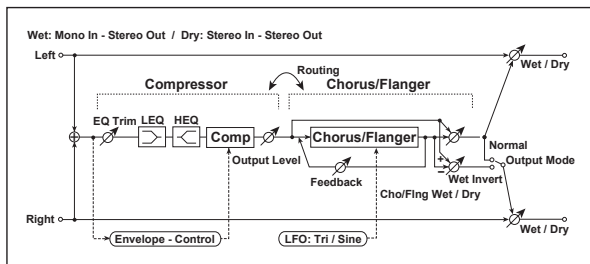 Wet: Mono In - Stereo Out / Dry: Stereo In - Stereo Out
Left
Wet / Dry
Routing
Compressor
Chorus/Flanger
EQ Trim
LEQ
HEQ
Comp
Chorus/Flanger
Output Level
Normal
Output Mode
+
−
Wet Invert
Feedback
Cho/Flng Wet / Dry
Right
Wet / Dry
Envelope - Control
LFO: Tri / Sine